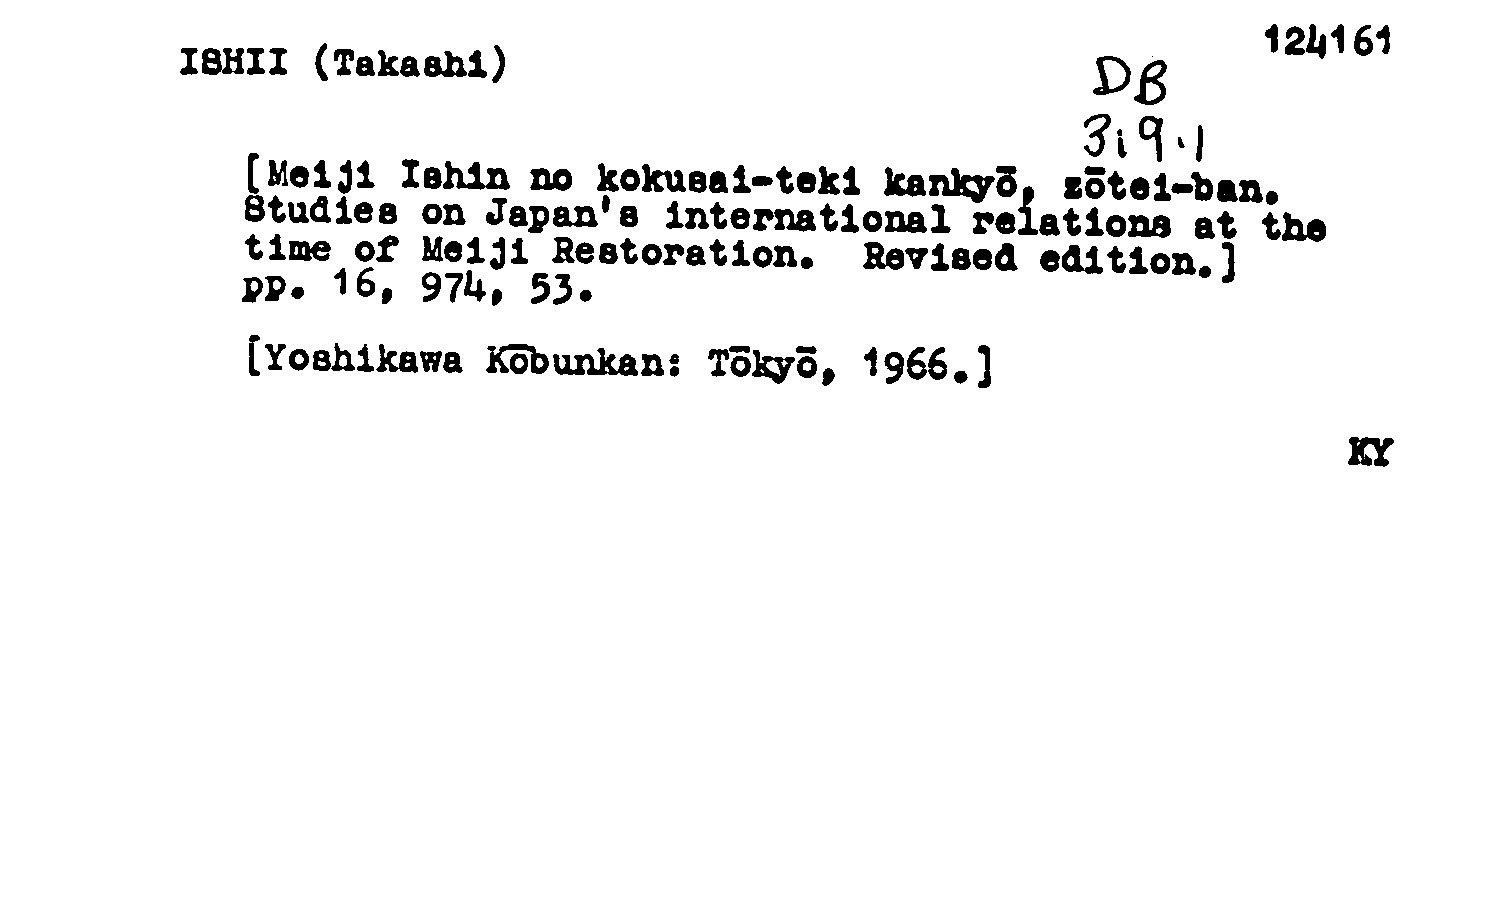 124161
ISHII (Takashi)
DB
319.1
[Meiji Ishin no kokusai-teki kankyō, zōtei-ban.
Studies on Japan's international relations at the
time of Meiji Restoration. Revised edition.]
pp. 16, 974, 53.
[Yoshikawa Kōbunkan: Tōkyō, 1966.]
KY